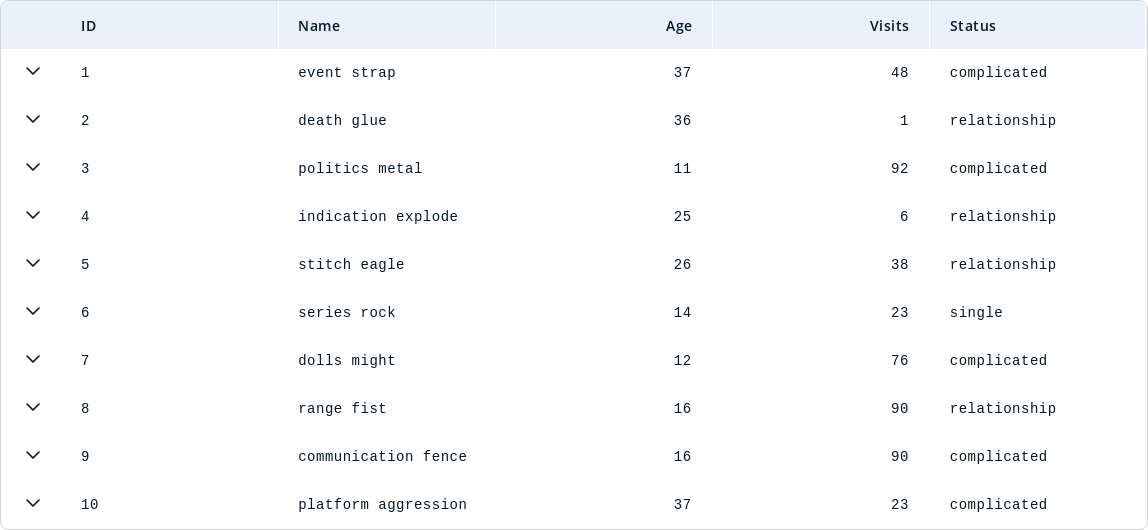 ID Name Age Visits Status
1 event strap 37 48 complicated
2 death glue 36 1 relationship
3 politics metal 11 92 complicated
4 indication explode 25 6 relationship
5 stitch eagle 26 38 relationship
6 series rock 14 23 single
7 dolls might 12 76 complicated
8 range fist 16 90 relationship
9 communication fence 16 90 complicated
10 platform aggression 37 23 complicated